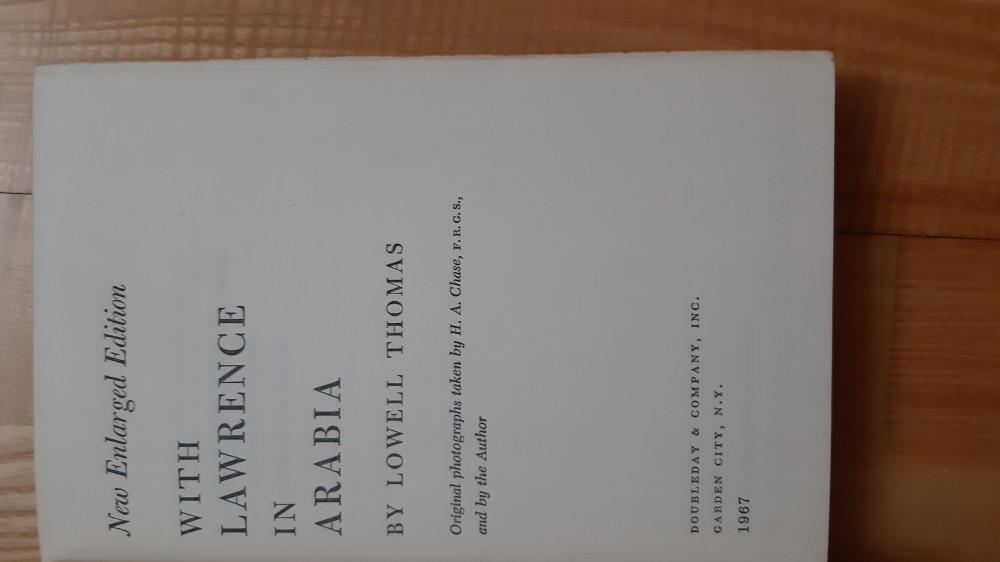 New Enlarged Edition
WITH
LAWRENCE
IN
ARABIA
BY LOWELL THOMAS
Original photographs taken by H. A. Chase, F.R.G.S.,
and by the Author
DOUBLEDAY & COMPANY, INC.
GARDEN CITY, N.Y.
1967